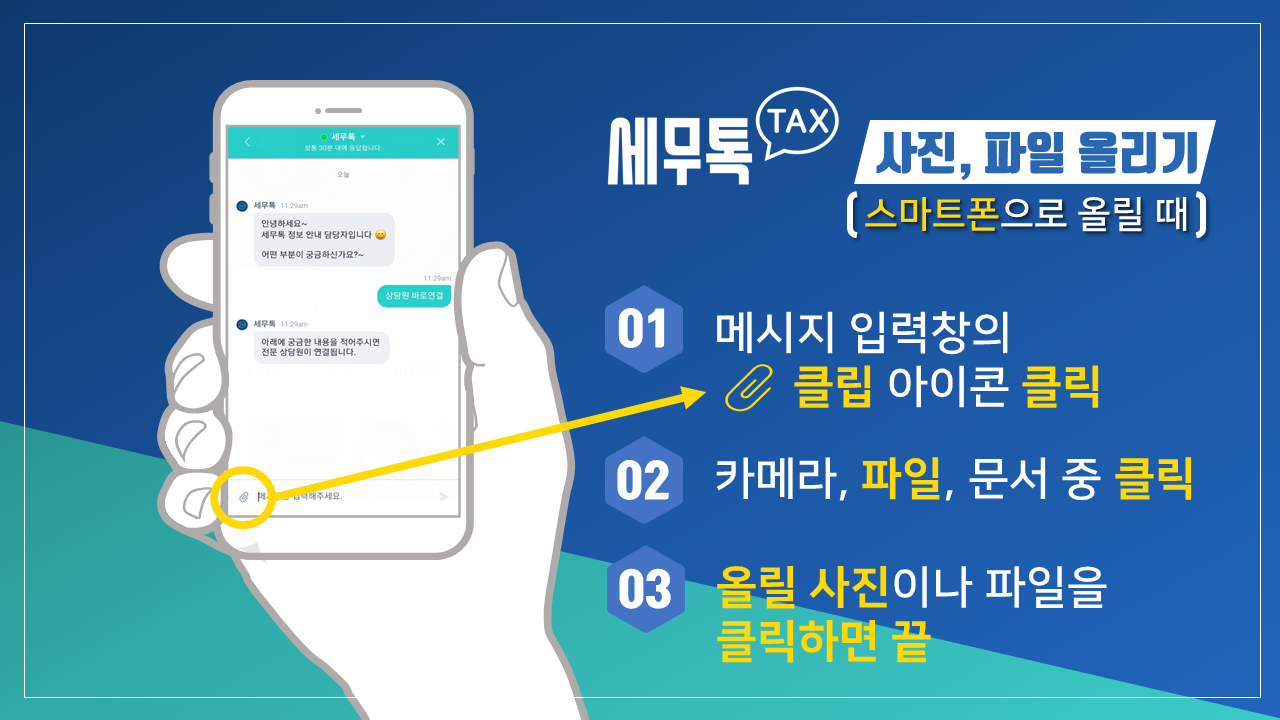 세무톡 TAX
사진, 파일 올리기
(스마트폰으로 올릴 때)
세무톡
보통 30분 내에 응답합니다.
오늘
세무톡 11:29am
안녕하세요~
세무톡 정보 안내 담당자입니다 😄
어떤 부분이 궁금하신가요?~
11:29am
상담원 바로연결
세무톡 11:29am
아래에 궁금한 내용을 적어주시면
전문 상담원이 연결됩니다.
입력해주세요.
01 메시지 입력창의
클립 아이콘 클릭
02 카메라, 파일, 문서 중 클릭
03 올릴 사진이나 파일을
클릭하면 끝